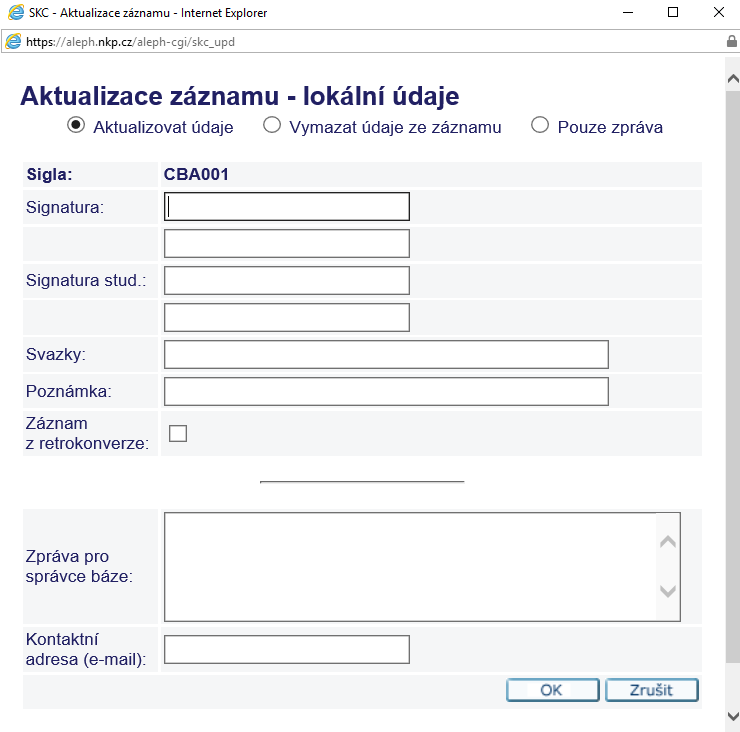 SKC - Aktualizace záznamu - Internet Explorer
https://aleph.nkp.cz/aleph-cgi/skc_upd
Aktualizace záznamu - lokální údaje
Aktualizovat údaje Vymazat údaje ze záznamu Pouze zpráva
Sigla: CBA001
Signatura:
Signatura stud.:
Svazky:
Poznámka:
Záznam
z retrokonverze:
Zpráva pro
správce báze:
Kontaktní
adresa (e-mail):
OK Zrušit